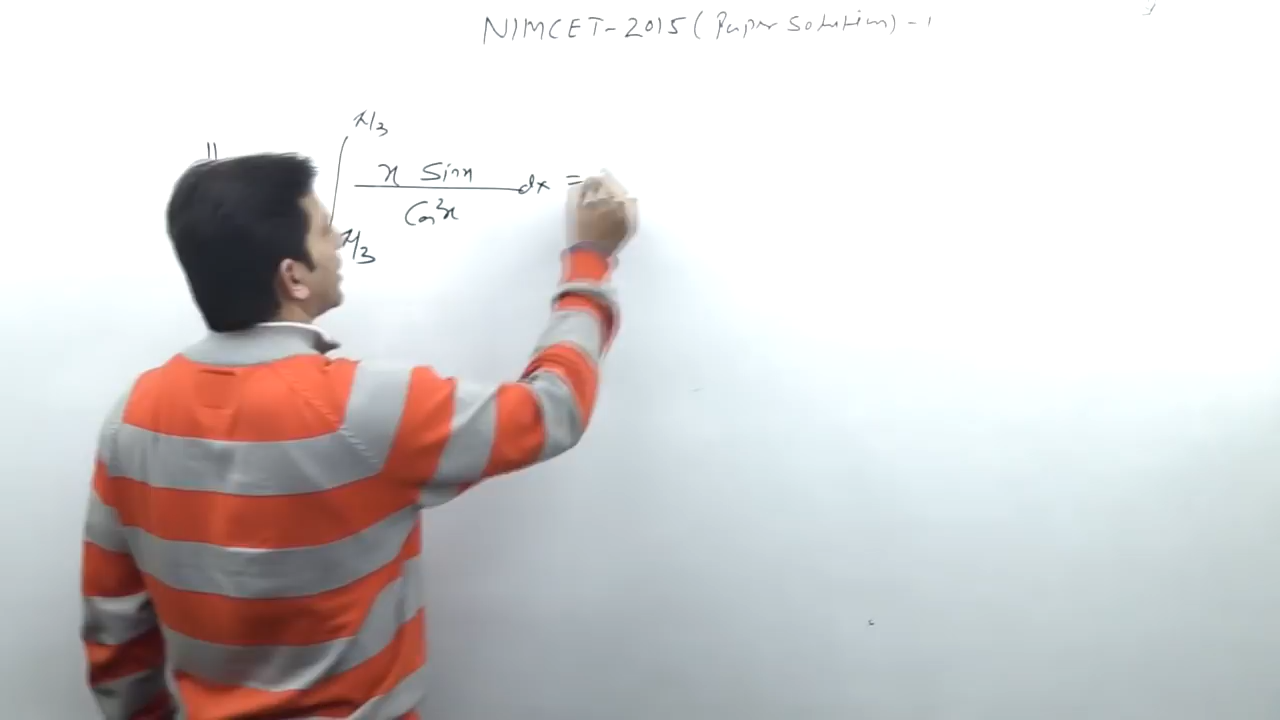 NIMCET-2015 (Paper Solution) - 1
π/3
x sinx
dx =
Cos²x
π/3